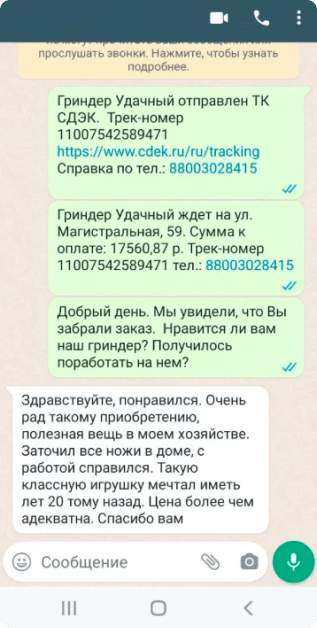 прослушать звонки. Нажмите, чтобы узнать
подробнее.
Гриндер Удачный отправлен ТК
СДЭК. Трек-номер
11007542589471
https://www.cdek.ru/ru/tracking
Справка по тел.: 88003028415
Гриндер Удачный ждет на ул.
Магистральная, 59. Сумма к
оплате: 17560,87 р. Трек-номер
11007542589471 тел.: 88003028415
Добрый день. Мы увидели, что Вы
забрали заказ. Нравится ли вам
наш гриндер? Получилось
поработать на нем?
Здравствуйте, понравился. Очень
рад такому приобретению,
полезная вещь в моем хозяйстве.
Заточил все ножи в доме, с
работой справился. Такую
классную игрушку мечтал иметь
лет 20 тому назад. Цена более чем
адекватна. Спасибо вам
Сообщение